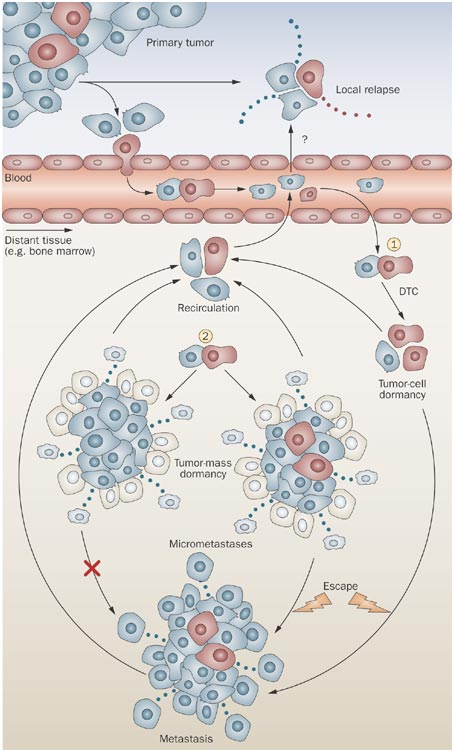 Primary tumor
Local relapse
?
Blood
Distant tissue
(e.g. bone marrow)
1
DTC
Recirculation
2
Tumor-cell
dormancy
Tumor-mass
dormancy
Micrometastases
Escape
Metastasis